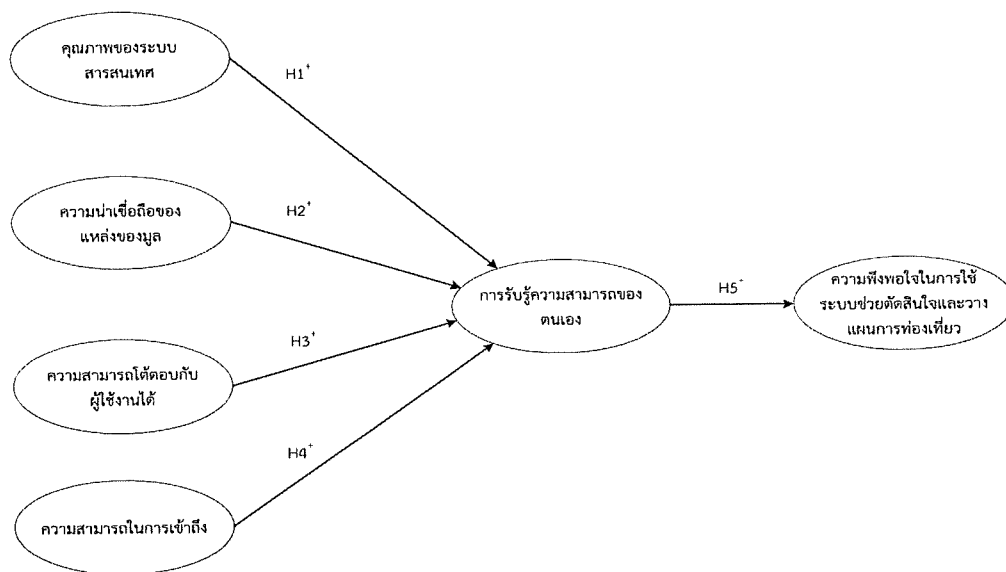 คุณภาพของระบบ
สารสนเทศ
H1⁺
ความน่าเชื่อถือของ
แหล่งของมูล
H2⁺
ความสามารถโต้ตอบกับ
ผู้ใช้งานได้
H3⁺
ความสามารถในการเข้าถึง
H4⁺
การรับรู้ความสามารถของ
ตนเอง
H5⁺
ความพึงพอใจในการใช้
ระบบช่วยตัดสินใจและวาง
แผนการท่องเที่ยว